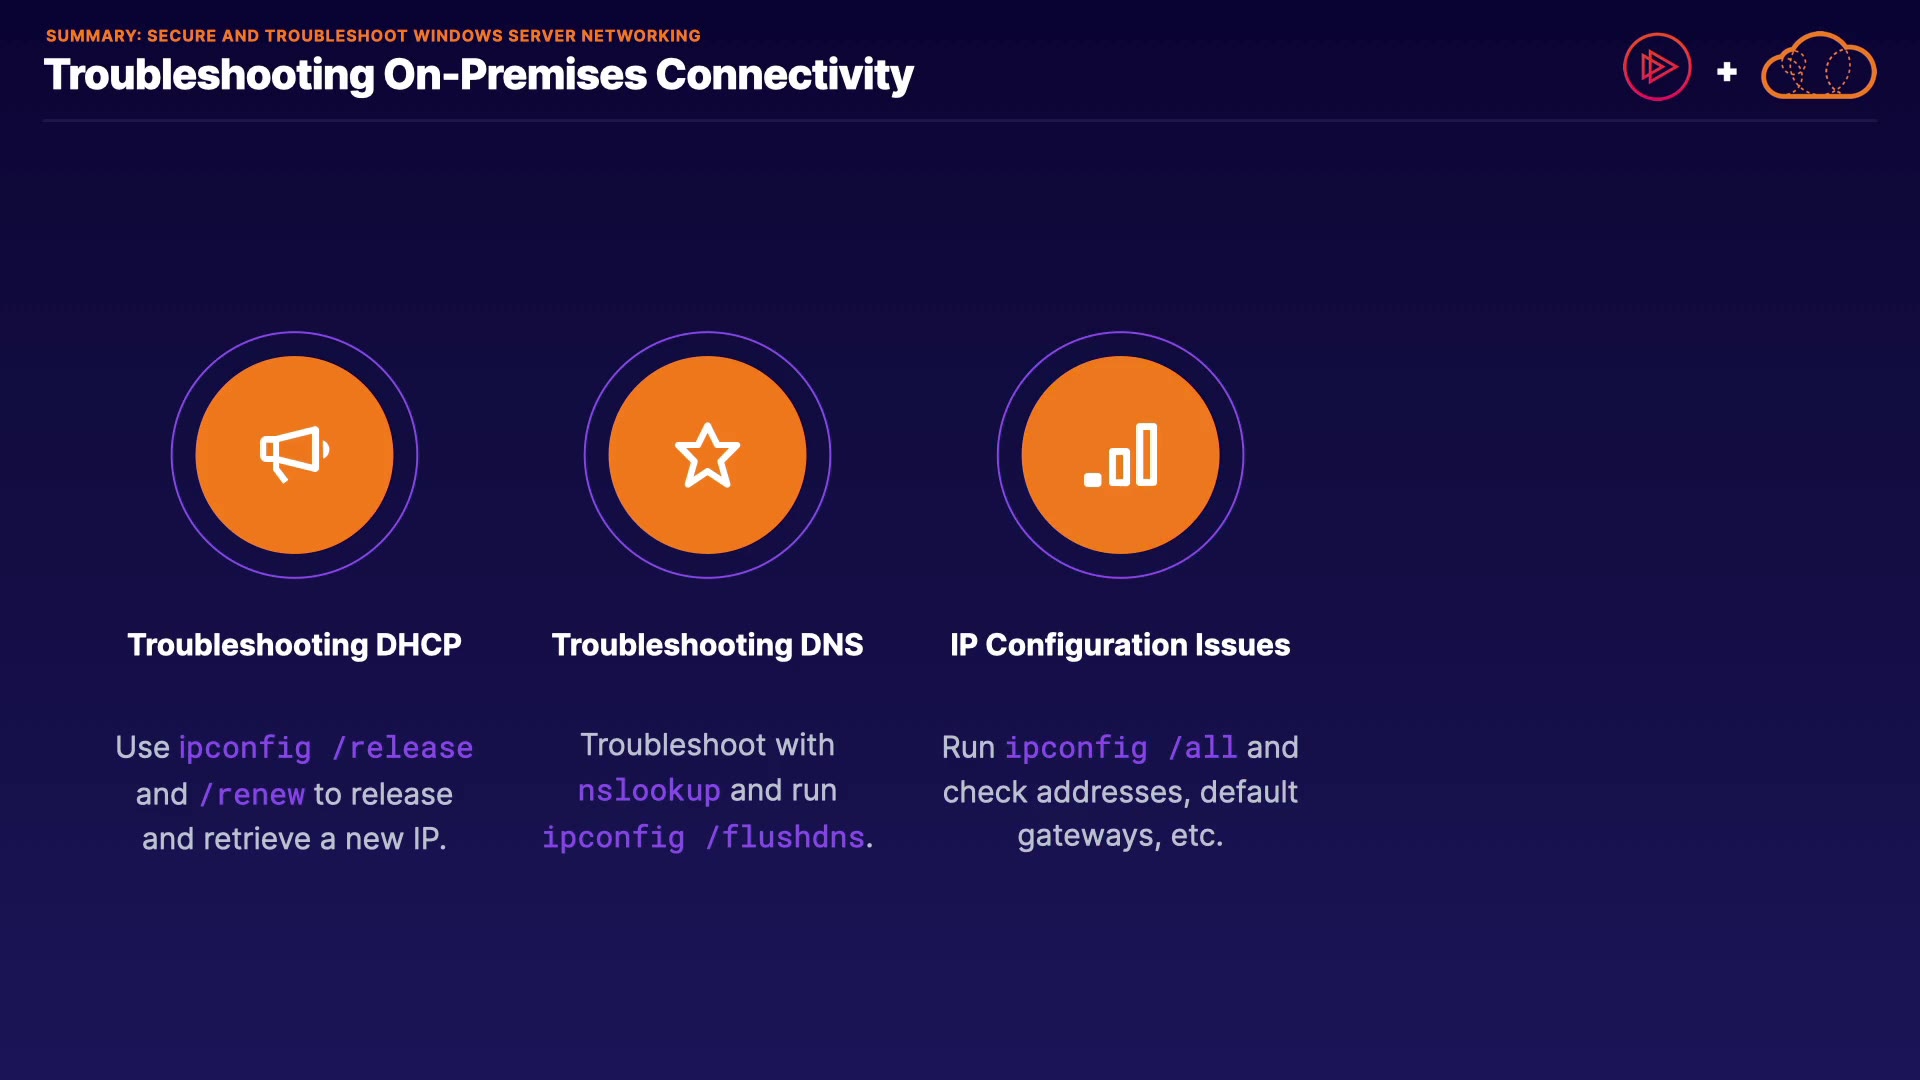 SUMMARY: SECURE AND TROUBLESHOOT WINDOWS SERVER NETWORKING
Troubleshooting On-Premises Connectivity
Troubleshooting DHCP
Use ipconfig /release
and /renew to release
and retrieve a new IP.
Troubleshooting DNS
Troubleshoot with
nslookup and run
ipconfig /flushdns.
IP Configuration Issues
Run ipconfig /all and
check addresses, default
gateways, etc.